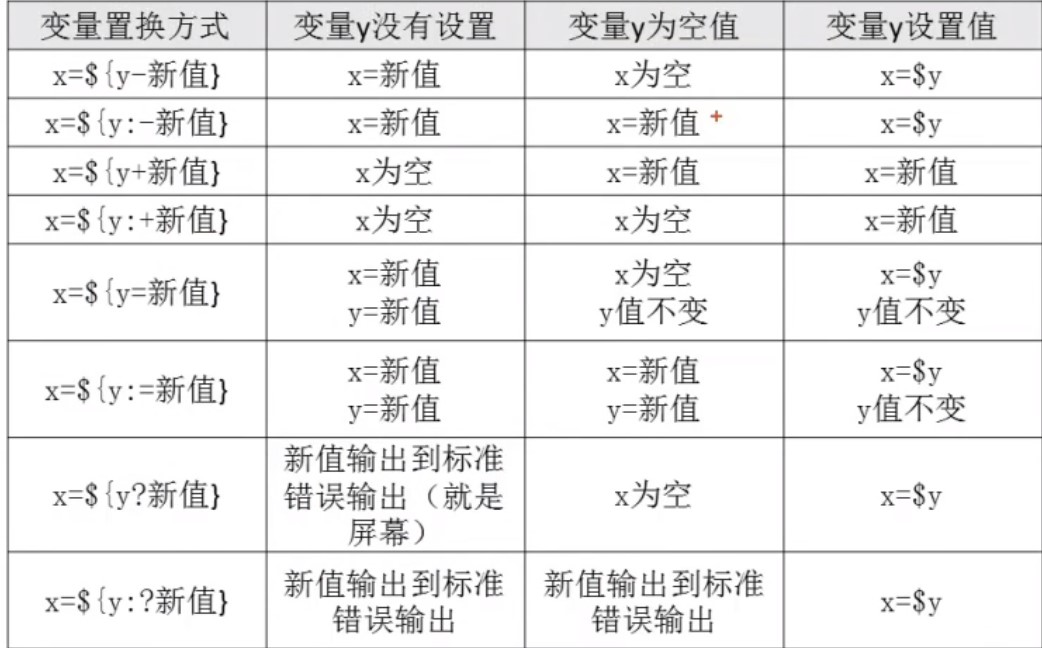 变量置换方式 变量y没有设置 变量y为空值 变量y设置值
x=${y-新值} x=新值 x为空 x=$y
x=${y:-新值} x=新值 x=新值 x=$y
x=${y+新值} x为空 x=新值 x=新值
x=${y:+新值} x为空 x为空 x=新值
x=${y=新值}
x=新值
y=新值
x为空
y值不变
x=$y
y值不变
x=${y:=新值}
x=新值
y=新值
x=新值
y=新值
x=$y
y值不变
x=${y?新值}
新值输出到标准
错误输出（就是
屏幕）
x为空
x=$y
x=${y:?新值}
新值输出到标准
错误输出
新值输出到标准
错误输出
x=$y